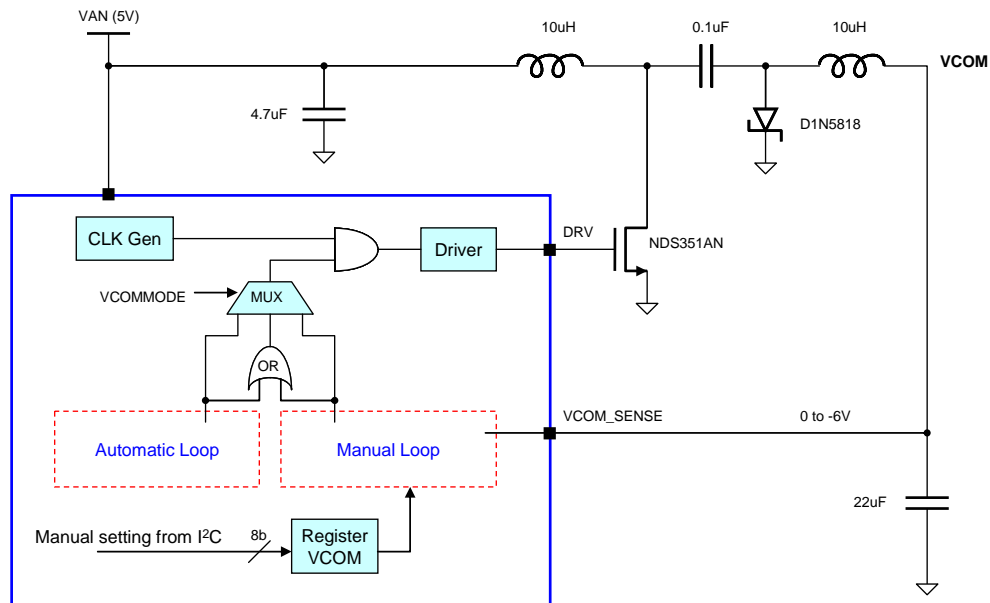 VAN (5V)
10uH
0.1uF
10uH
VCOM
4.7uF
D1N5818
CLK Gen
Driver
DRV
NDS351AN
VCOMMODE
MUX
OR
VCOM_SENSE
0 to -6V
Automatic Loop
Manual Loop
22uF
Manual setting from I²C
8b
Register
VCOM